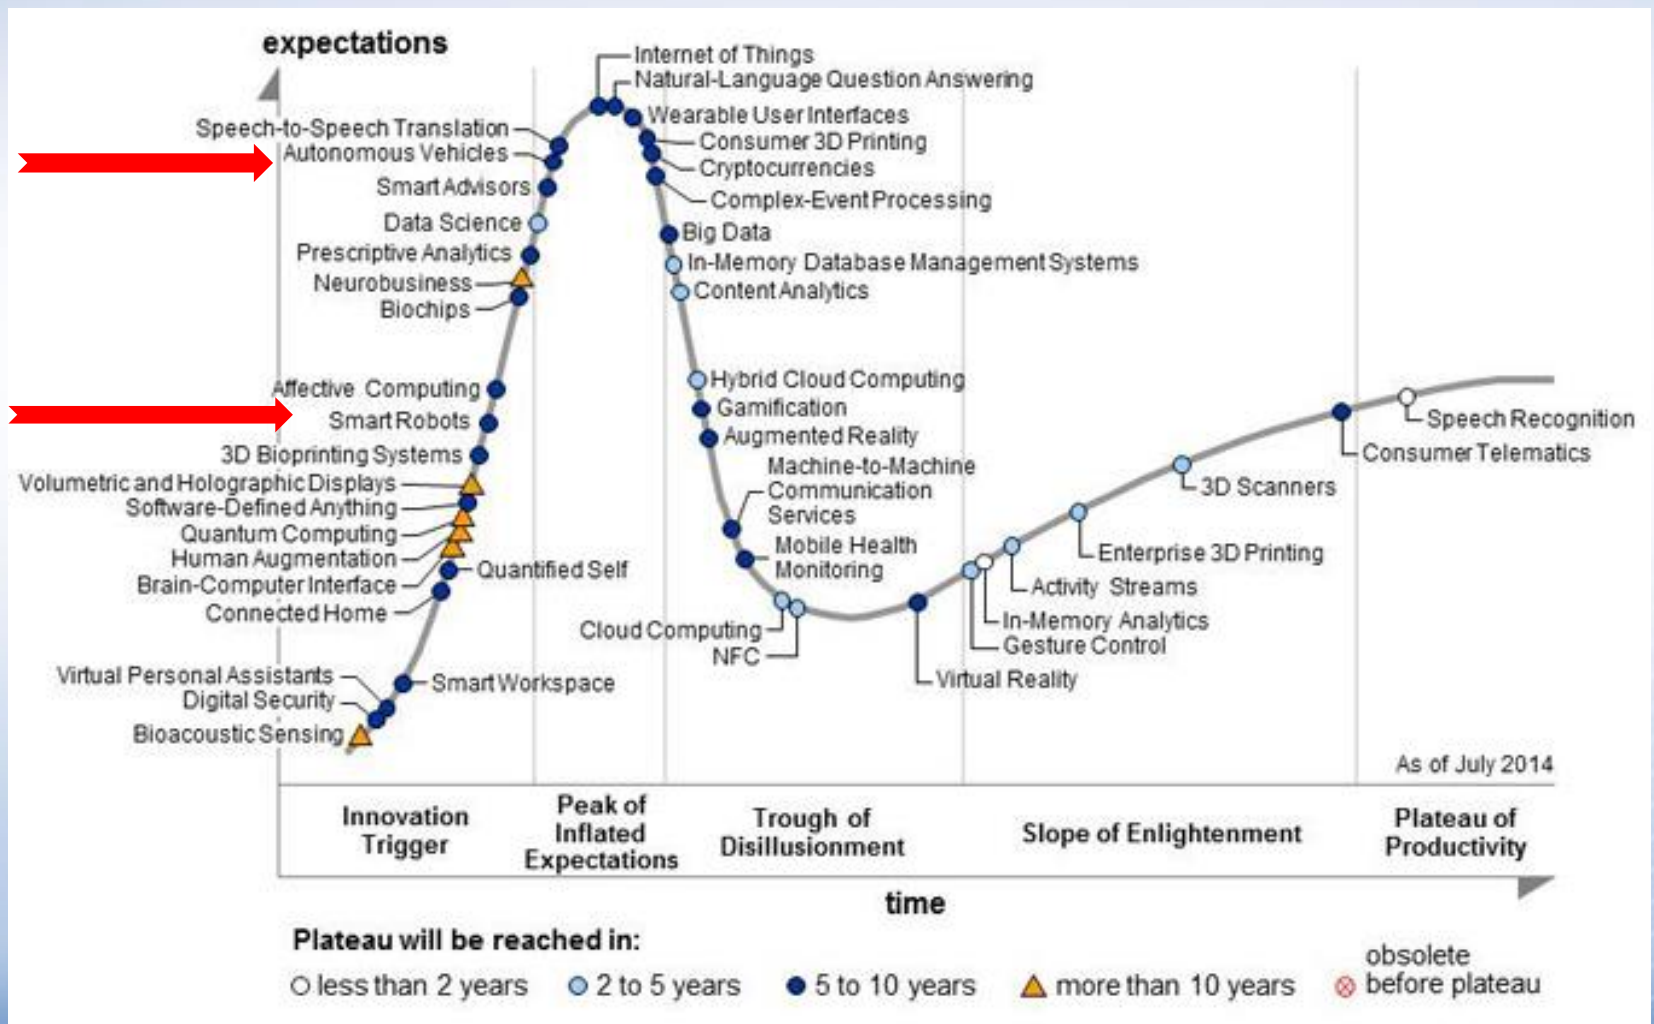 expectations
Internet of Things
Natural-Language Question Answering
Wearable User Interfaces
Speech-to-Speech Translation
Consumer 3D Printing
Autonomous Vehicles
Cryptocurrencies
Smart Advisors
Complex-Event Processing
Data Science
Big Data
Prescriptive Analytics
In-Memory Database Management Systems
Neurobusiness
Content Analytics
Biochips
Hybrid Cloud Computing
Affective Computing
Gamification
Smart Robots
Augmented Reality
3D Bioprinting Systems
Machine-to-Machine
Communication
Services
Volumetric and Holographic Displays
Software-Defined Anything
Quantum Computing
Human Augmentation
Brain-Computer Interface
Quantified Self
Connected Home
Mobile Health
Monitoring
Cloud Computing
NFC
Virtual Personal Assistants
Digital Security
Smart Workspace
Bioacoustic Sensing
Virtual Reality
Gesture Control
In-Memory Analytics
Activity Streams
Enterprise 3D Printing
3D Scanners
Consumer Telematics
Speech Recognition
As of July 2014
Innovation
Trigger
Peak of
Inflated
Expectations
Trough of
Disillusionment
Slope of Enlightenment
Plateau of
Productivity
time
Plateau will be reached in:
less than 2 years
2 to 5 years
5 to 10 years
more than 10 years
obsolete
before plateau